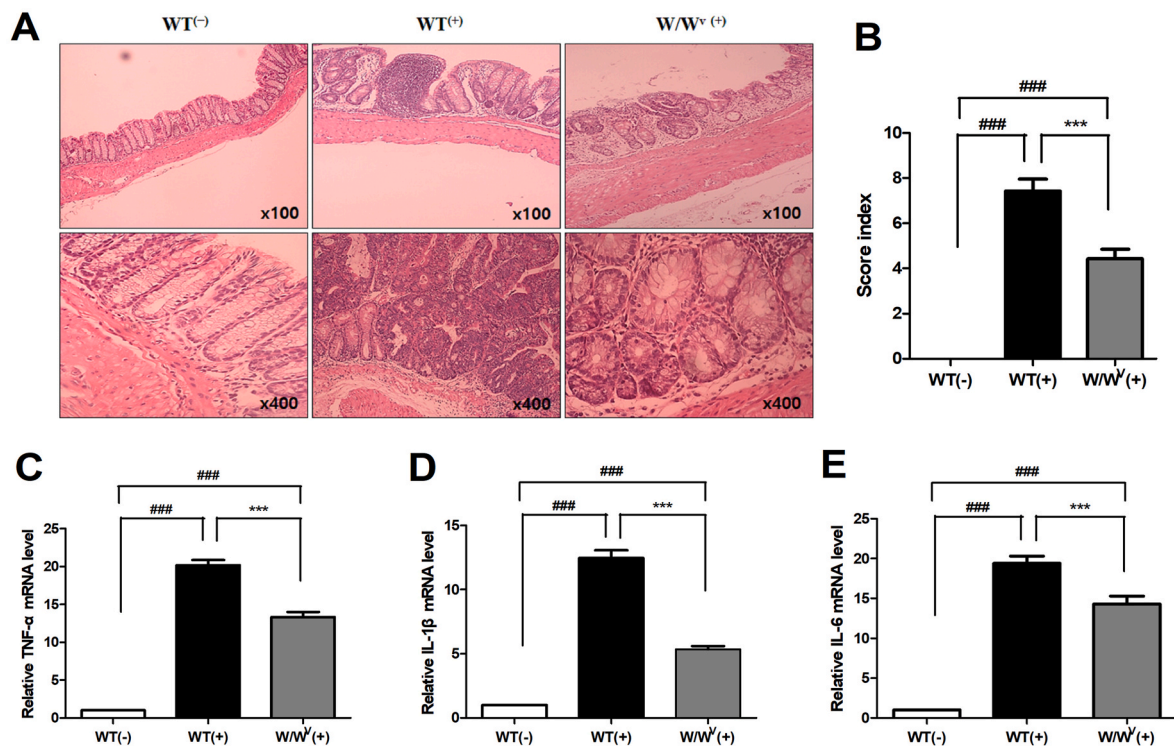 A
WT(−)
WT(+)
W/Wᵛ (+)
x100
x100
x100
x400
x400
x400
B
###
###
***
Score index
10
8
6
4
2
0
WT(-)
WT(+)
W/Wᵛ(+)
C
###
###
***
Relative TNF-α mRNA level
25
20
15
10
5
0
WT(-)
WT(+)
W/Wᵛ(+)
D
###
###
***
Relative IL-1β mRNA level
15
10
5
0
WT(-)
WT(+)
W/Wᵛ(+)
E
###
###
***
Relative IL-6 mRNA level
25
20
15
10
5
0
WT(-)
WT(+)
W/Wᵛ(+)